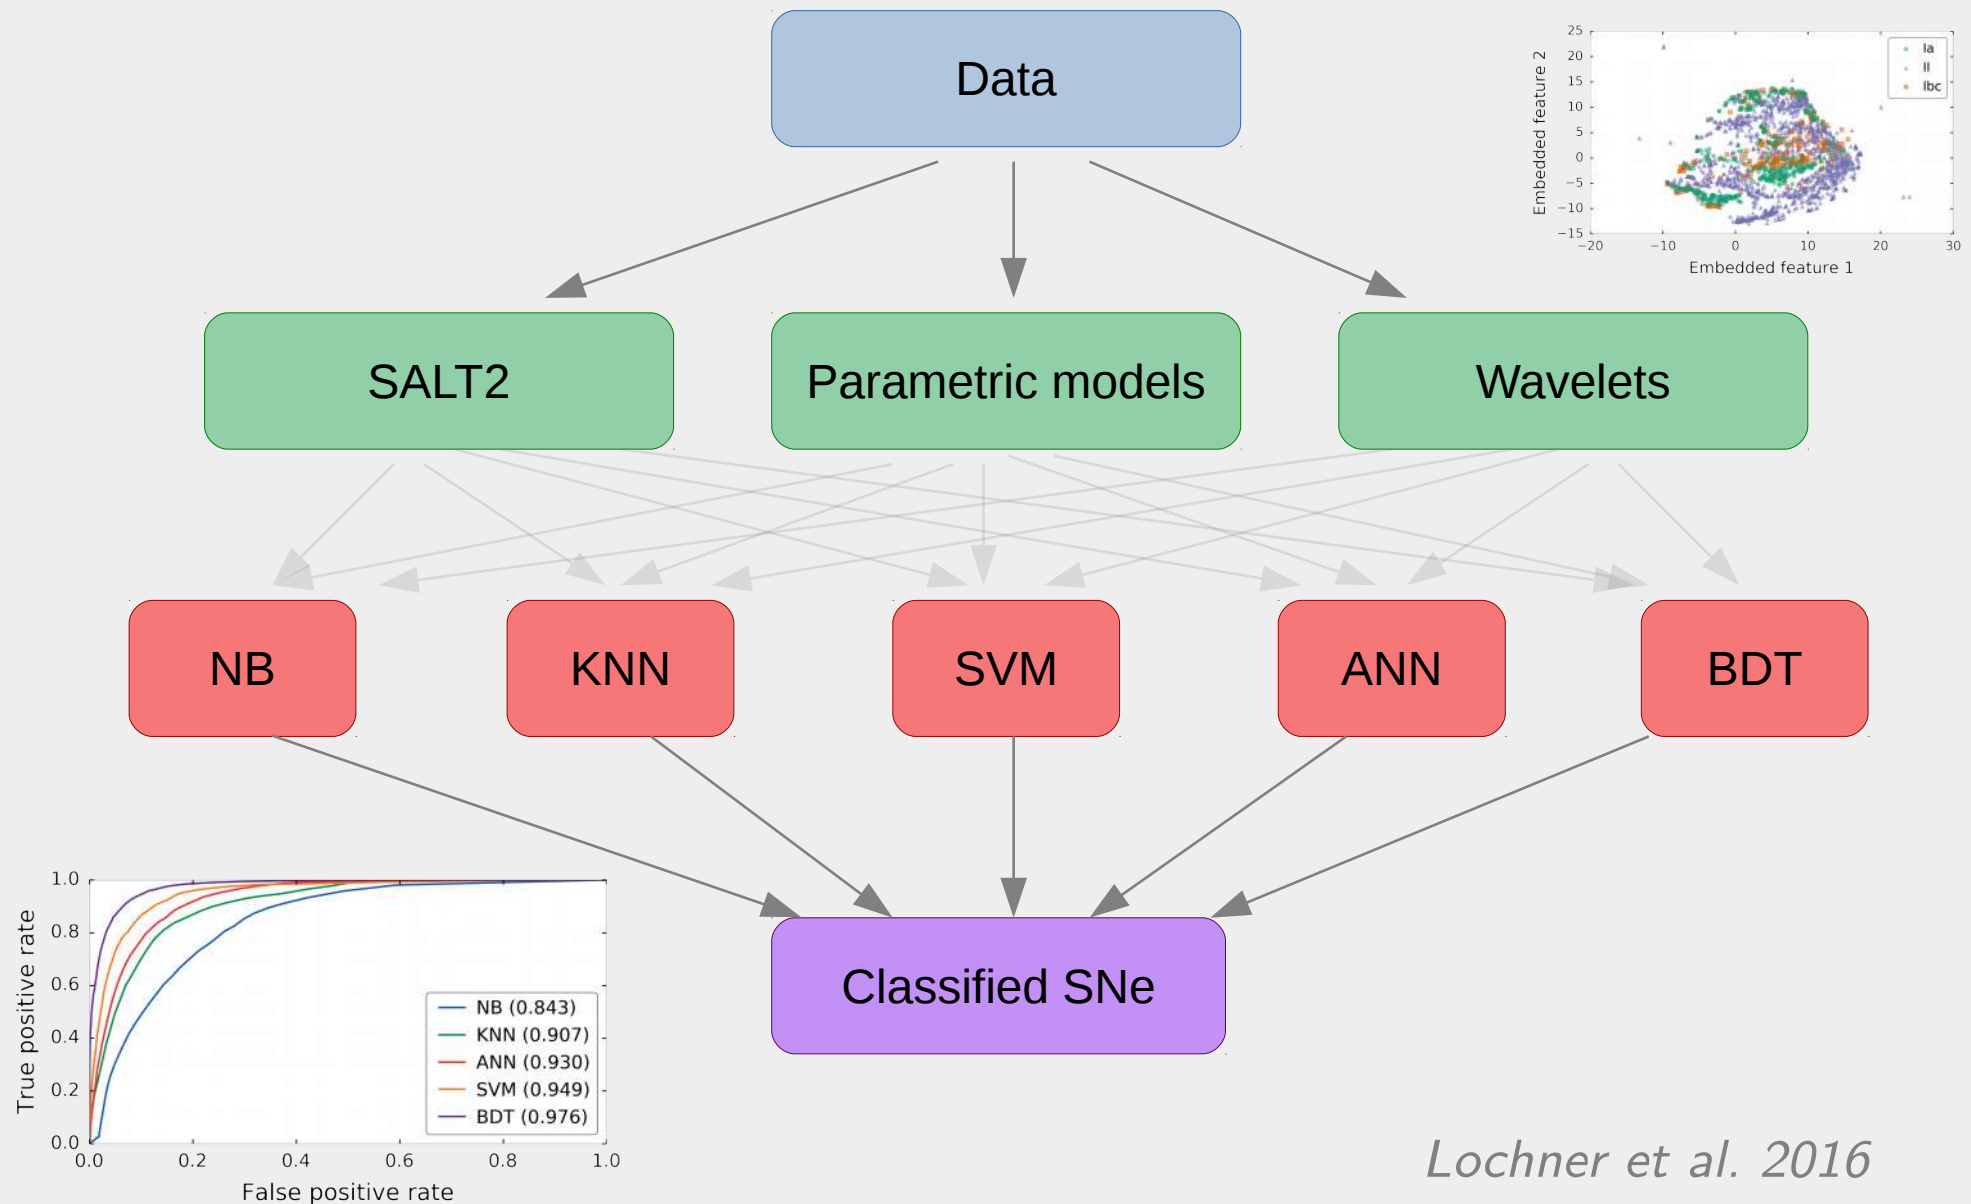 Data
25
20
15
10
5
0
−5
−10
−15
−20
−10
0
10
20
30
Embedded feature 2
Embedded feature 1
Ia
II
Ibc
SALT2
Parametric models
Wavelets
NB
KNN
SVM
ANN
BDT
Classified SNe
1.0
0.8
0.6
0.4
0.2
0.0
0.0
0.2
0.4
0.6
0.8
1.0
True positive rate
False positive rate
NB (0.843)
KNN (0.907)
ANN (0.930)
SVM (0.949)
BDT (0.976)
Lochner et al. 2016